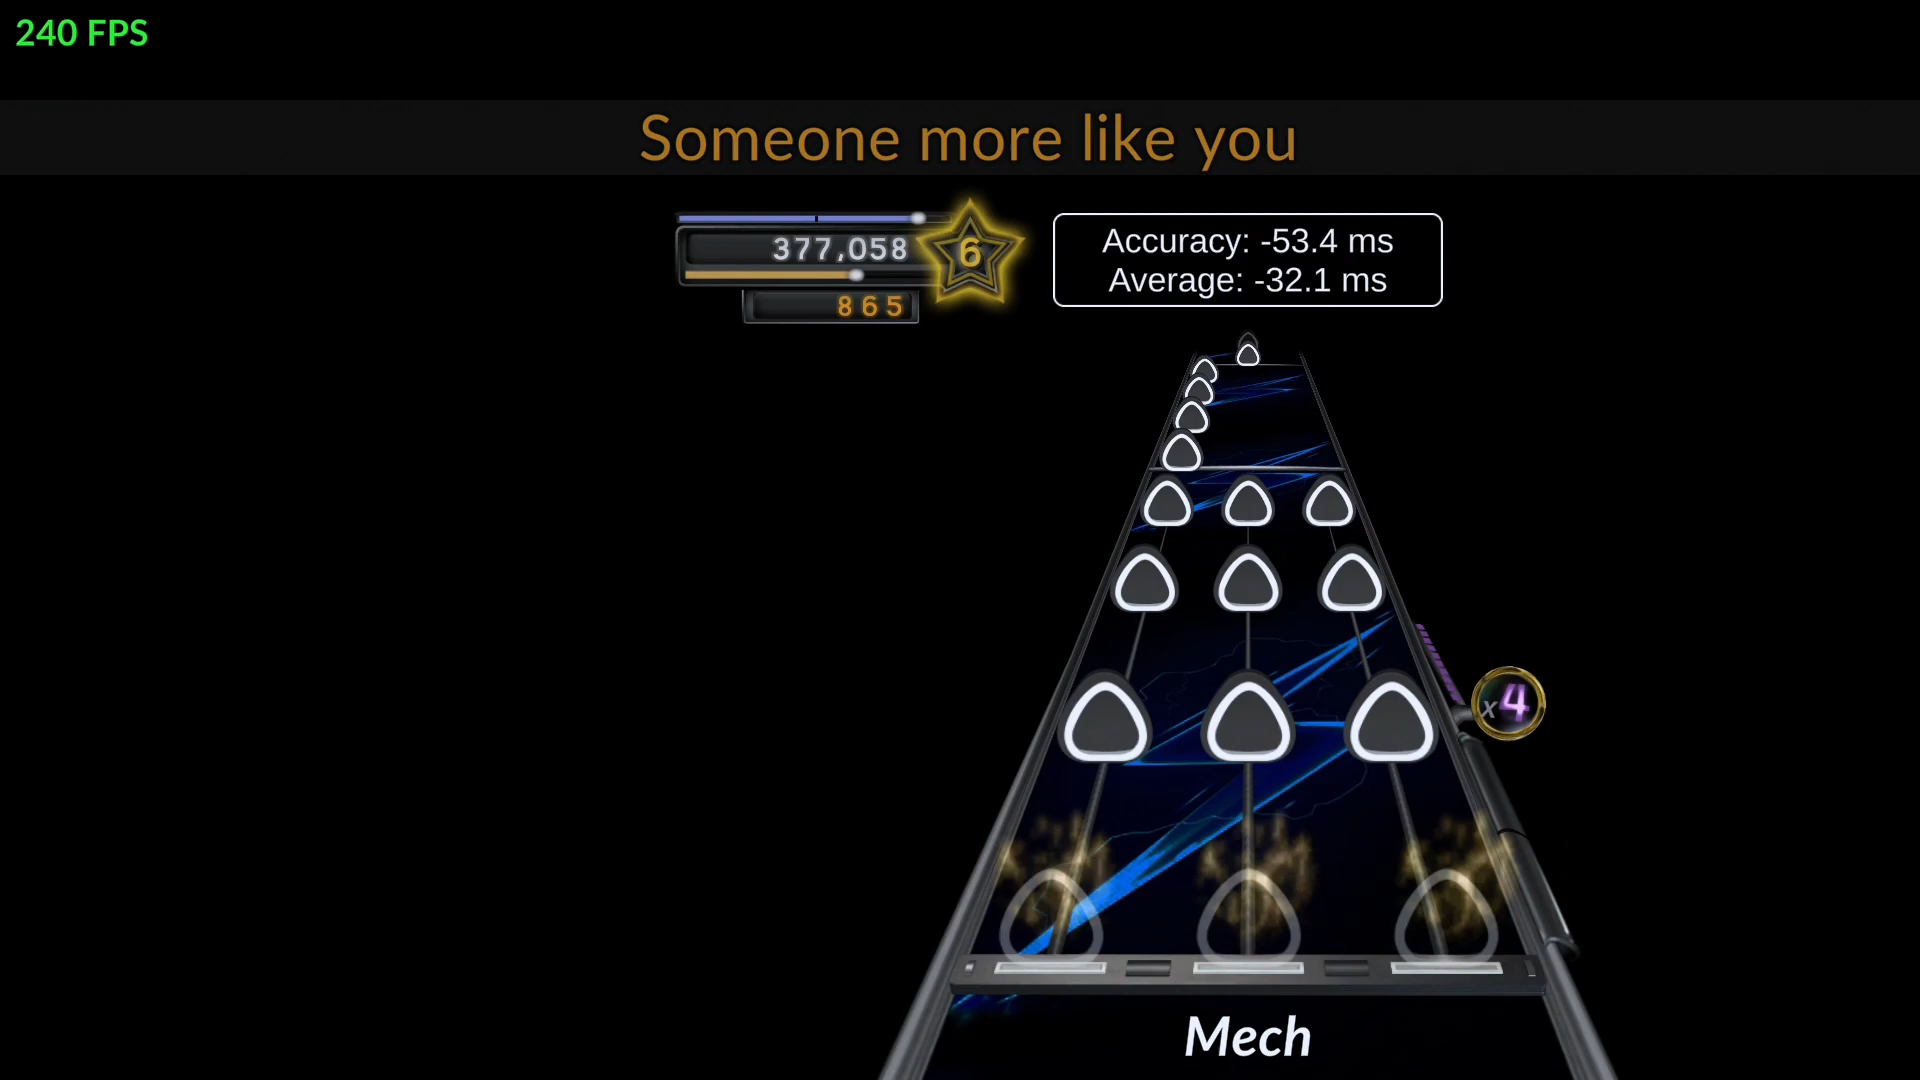 240 FPS
Someone more like you
377,058
6
865
Accuracy: -53.4 ms
Average: -32.1 ms
x4
Mech